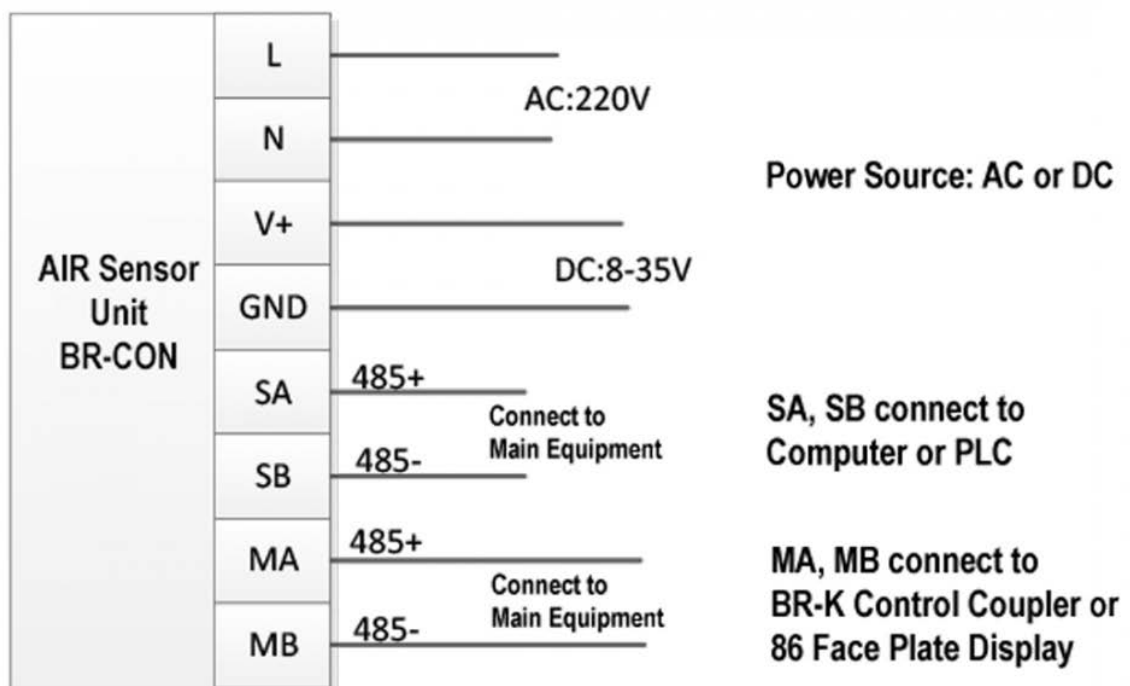 L
AC:220V
N
Power Source: AC or DC
V+
DC:8-35V
GND
AIR Sensor
Unit
BR-CON
SA
485+
Connect to
Main Equipment
SB
485-
SA, SB connect to
Computer or PLC
MA
485+
Connect to
Main Equipment
MB
485-
MA, MB connect to
BR-K Control Coupler or
86 Face Plate Display